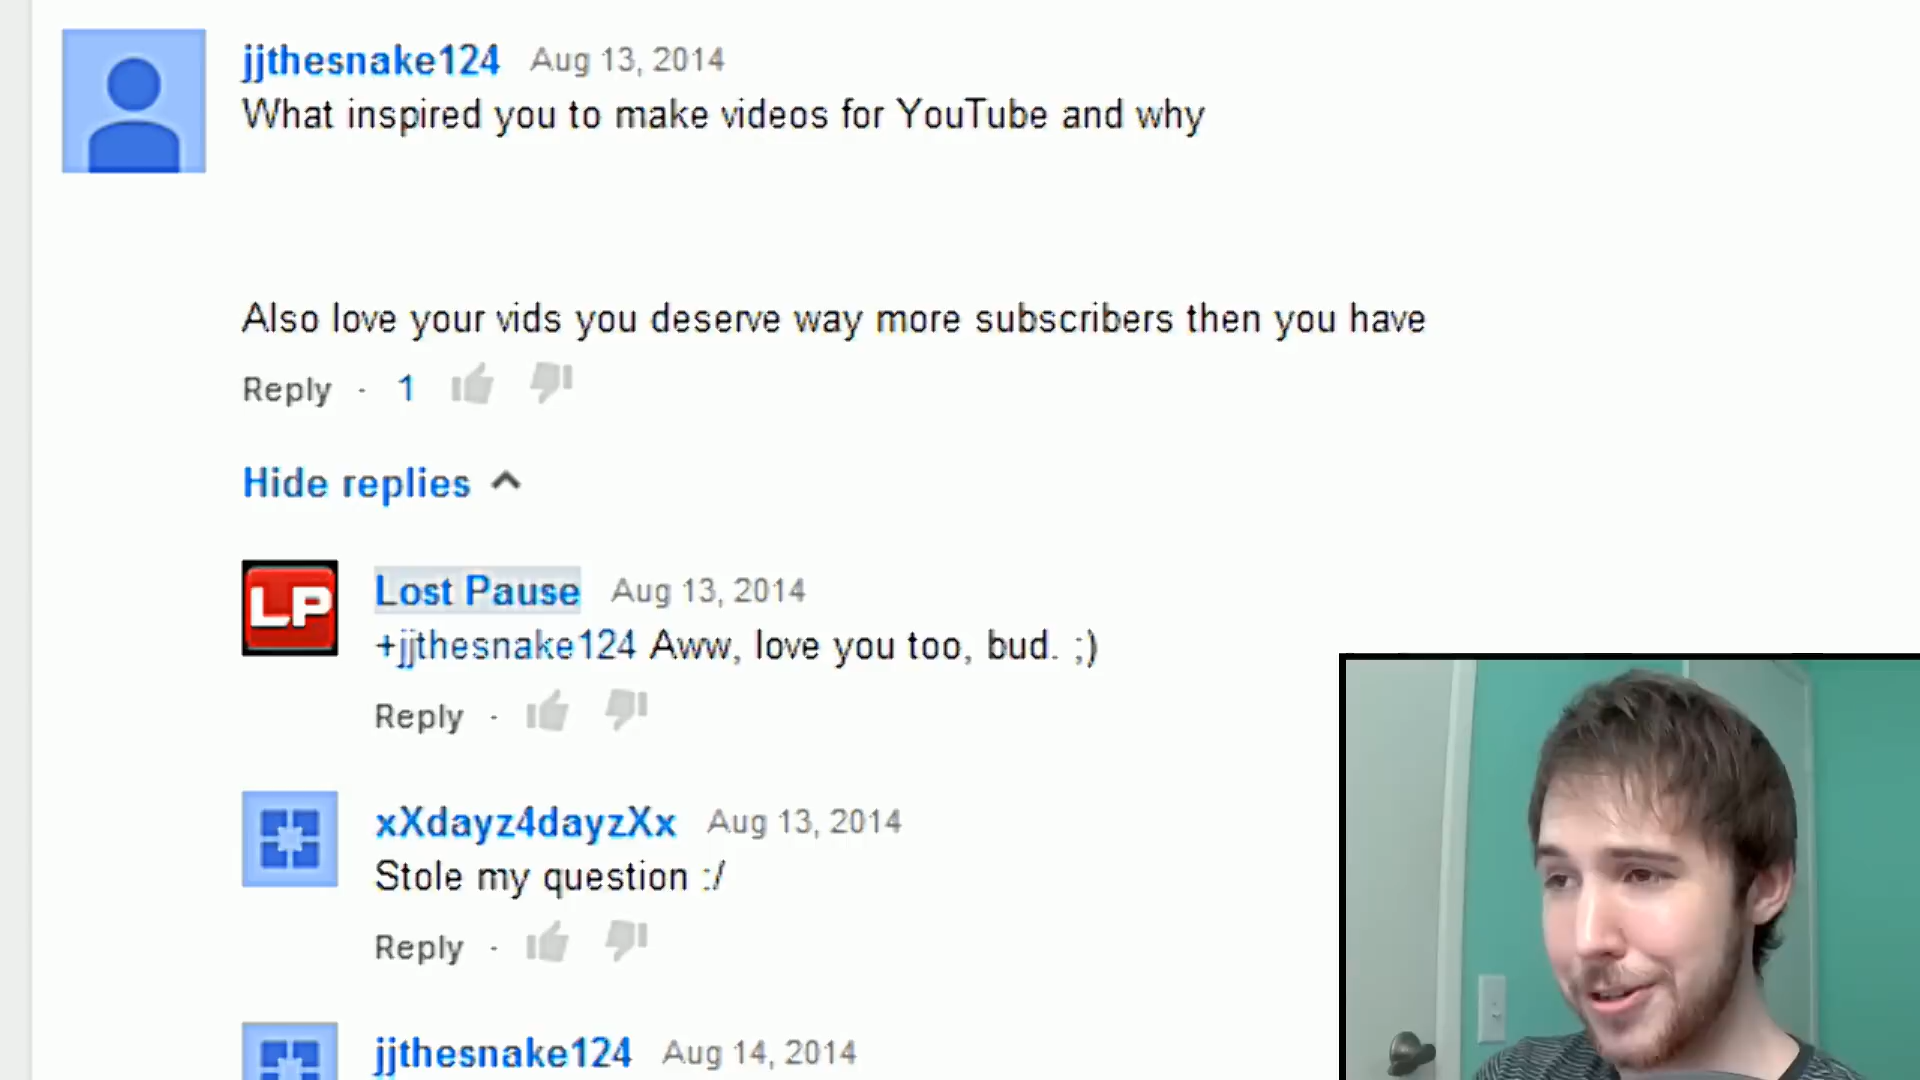 jjthesnake124 Aug 13, 2014
What inspired you to make videos for YouTube and why
Also love your vids you deserve way more subscribers then you have
Reply · 1
Hide replies
LP
Lost Pause Aug 13, 2014
+jjthesnake124 Aww, love you too, bud. ;)
Reply ·
xXdayz4dayzXx Aug 13, 2014
Stole my question :/
Reply ·
jjthesnake124 Aug 14, 2014